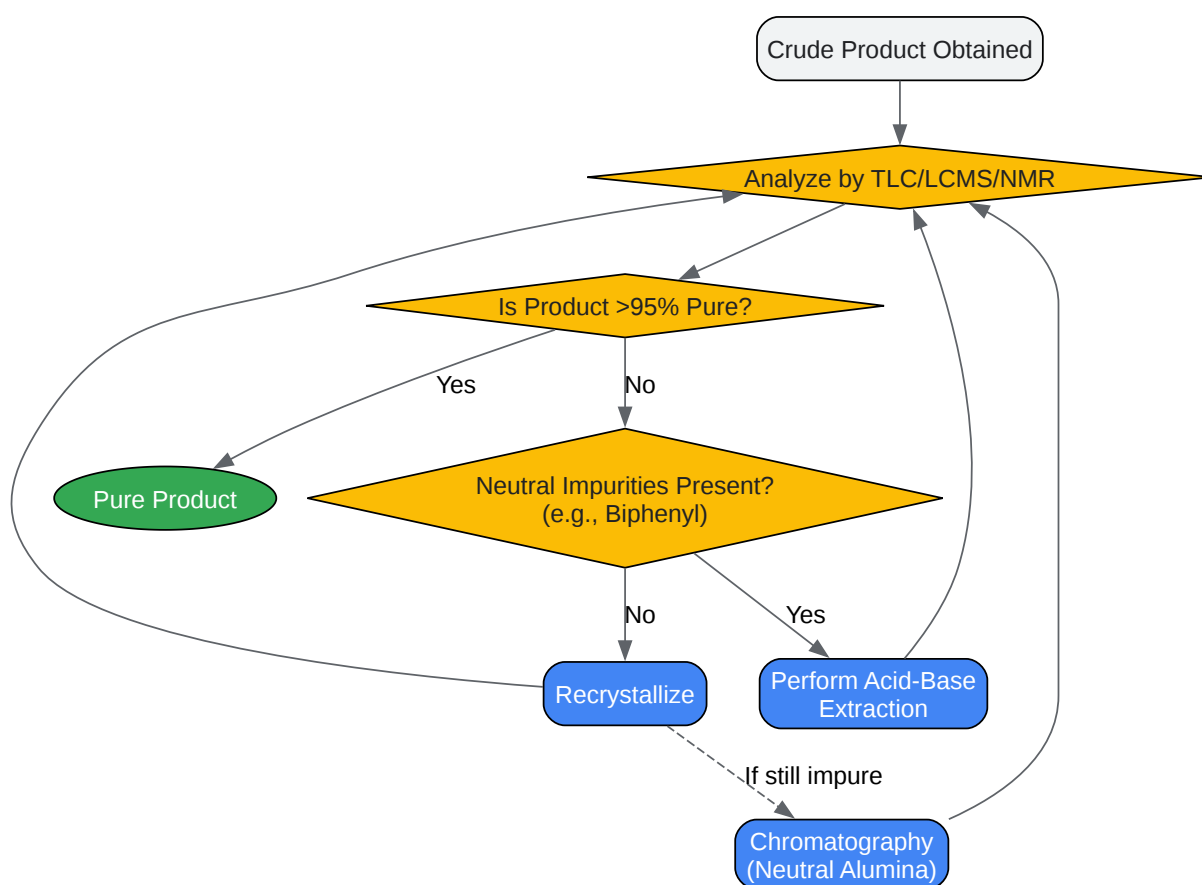 Crude Product Obtained
Analyze by TLC/LCMS/NMR
Is Product >95% Pure?
Yes
No
Pure Product
Neutral Impurities Present?
(e.g., Biphenyl)
No
Yes
Recrystallize
Perform Acid-Base
Extraction
If still impure
Chromatography
(Neutral Alumina)